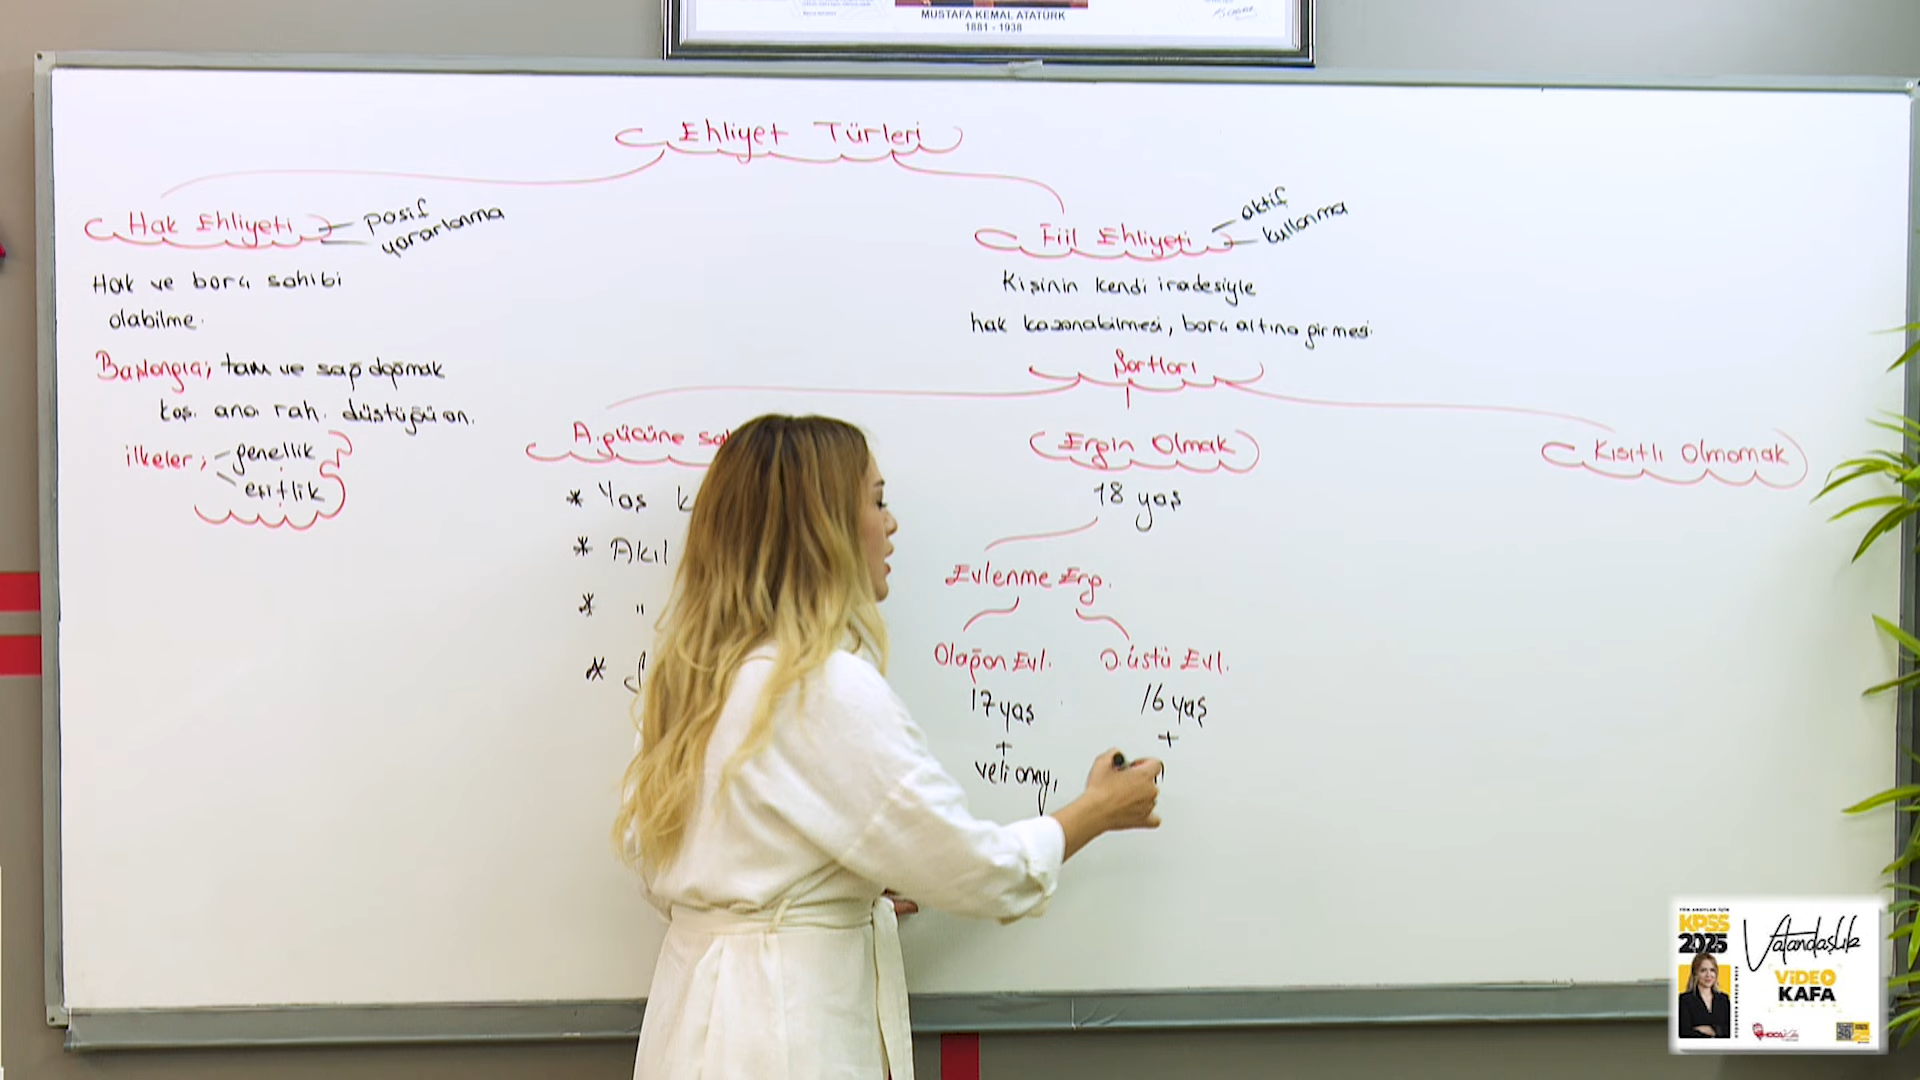 MUSTAFA KEMAL ATATÜRK
1881 - 1938
Ehliyet Türleri
Hak Ehliyeti
pasif
yararlanma
Hak ve borç sahibi
olabilme.
Başlangıcı; tam ve sağ doğmak
koş. ana rah. düştüğü an.
ilkeler; genellik
eşitlik
Fiil Ehliyeti
aktif
kullanma
Kişinin kendi iradesiyle
hak kazanabilmesi, borç altına girmesi
Şartları
A. gücüne
* Yaş
* Akıl
* "
*
Ergin Olmak
18 yaş
Evlenme Erg.
Olağan Evl.
17 yaş
+
veli onayı
O.üstü Evl.
16 yaş
+
Kısıtlı Olmamak
KPSS
2025
Vatandaşlık
VİDEO
KAFA